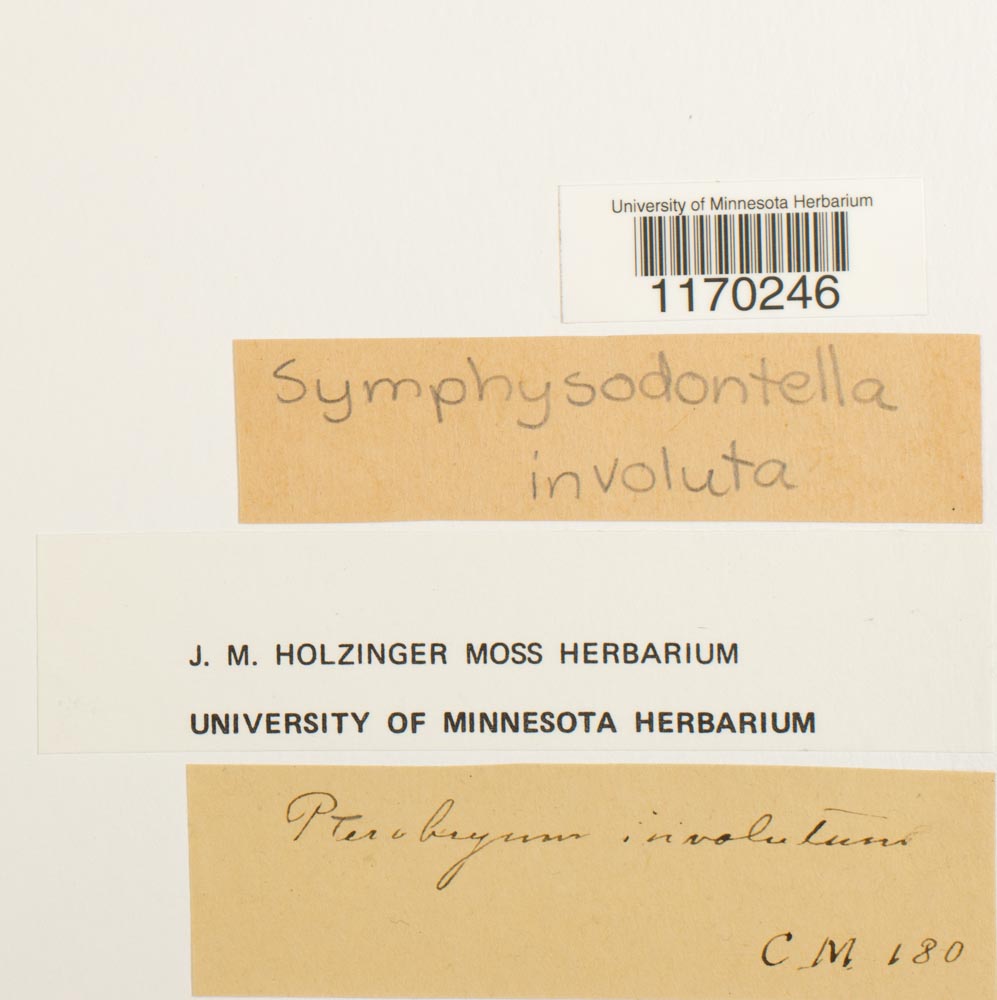 University of Minnesota Herbarium
1170246
Symphysodontella
involuta
J. M. HOLZINGER MOSS HERBARIUM
UNIVERSITY OF MINNESOTA HERBARIUM
Pterobryum involutum
C. M. 180